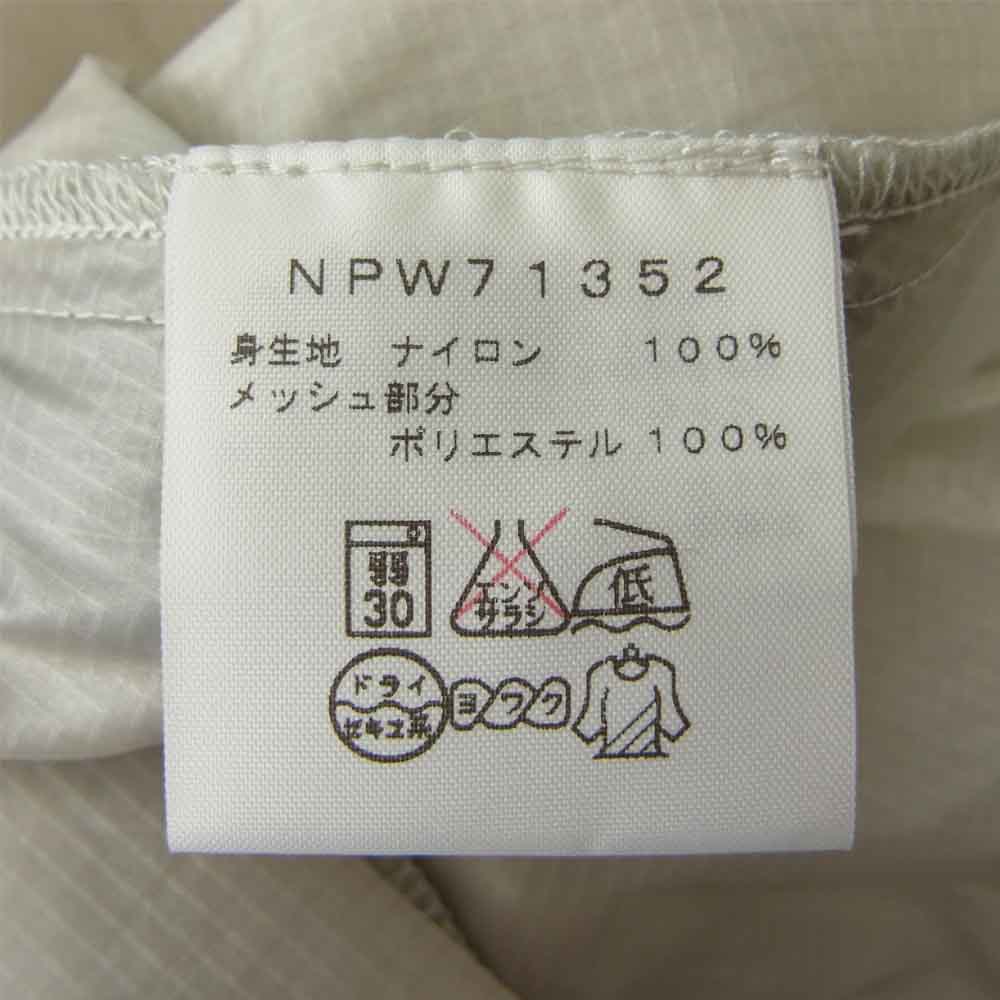 NPW71352
身生地 ナイロン 100%
メッシュ部分
ポリエステル 100%
弱
30
エンソ
サラシ
低
ドライ
セキユ系
ヨワク